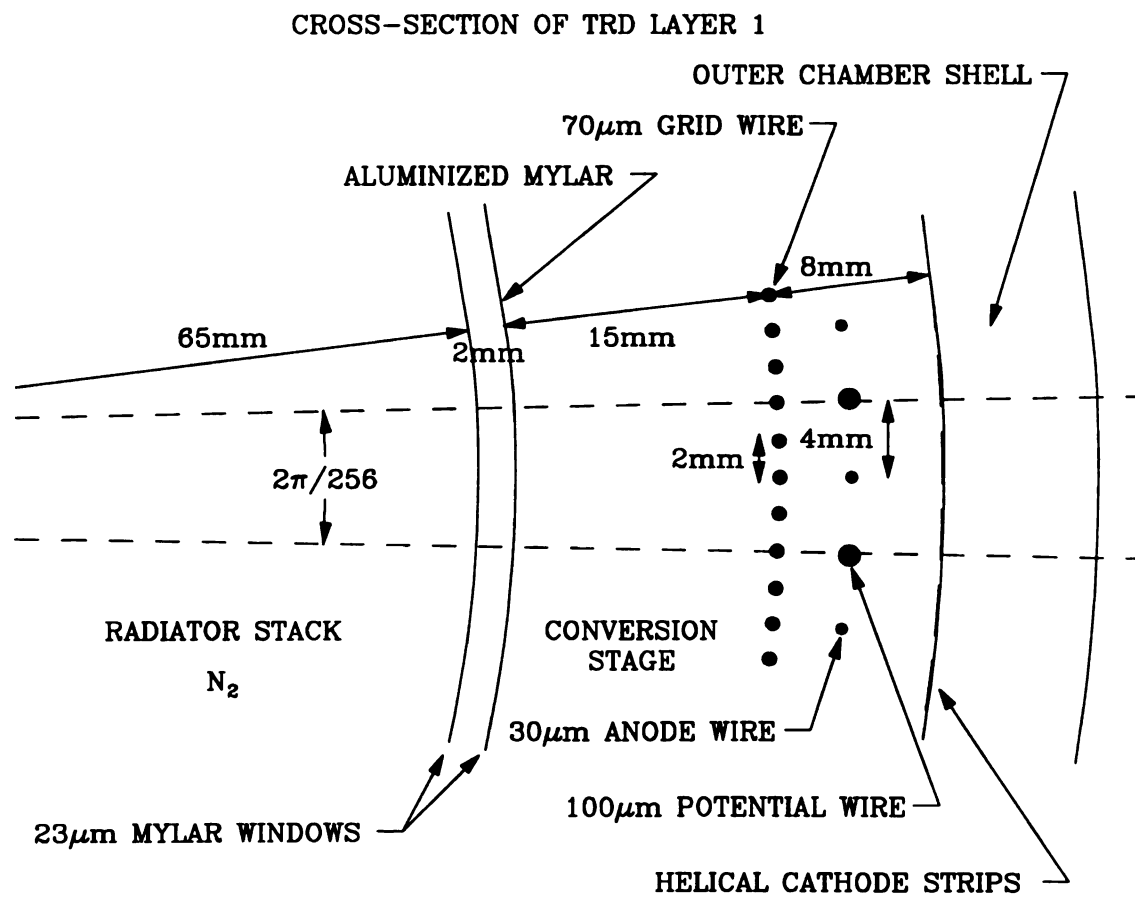 CROSS-SECTION OF TRD LAYER 1
OUTER CHAMBER SHELL
70μm GRID WIRE
ALUMINIZED MYLAR
8mm
65mm
2mm
15mm
4mm
2mm
2π/256
RADIATOR STACK
N₂
CONVERSION
STAGE
30μm ANODE WIRE
100μm POTENTIAL WIRE
23μm MYLAR WINDOWS
HELICAL CATHODE STRIPS